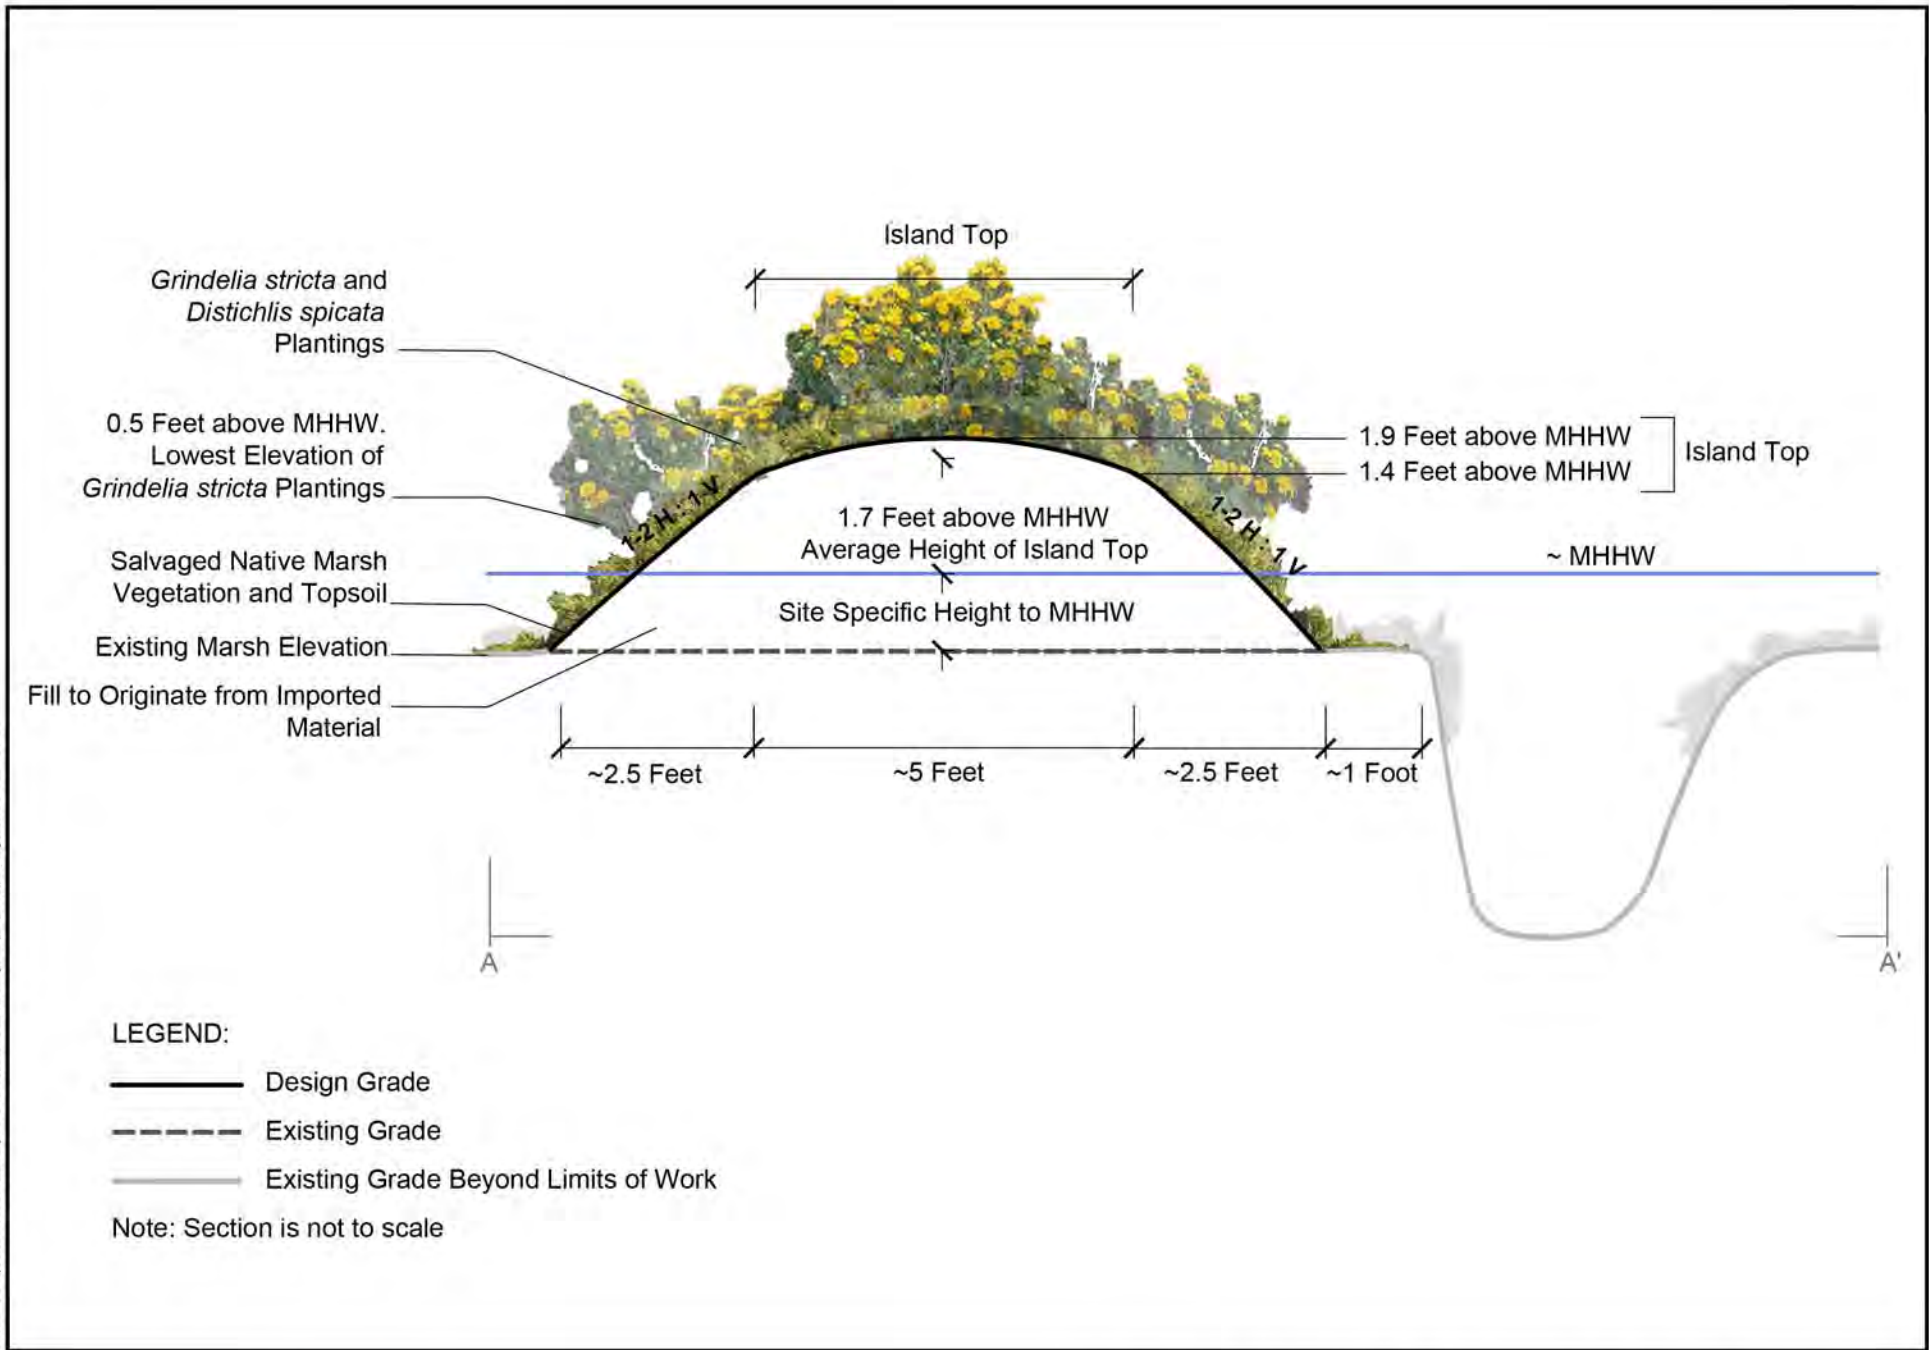 Island Top
Grindelia stricta and
Distichlis spicata
Plantings
0.5 Feet above MHHW.
Lowest Elevation of
Grindelia stricta Plantings
1.9 Feet above MHHW
1.4 Feet above MHHW
Island Top
1-2 H : 1 V
1-2 H : 1 V
1.7 Feet above MHHW
Average Height of Island Top
~ MHHW
Salvaged Native Marsh
Vegetation and Topsoil
Site Specific Height to MHHW
Existing Marsh Elevation
Fill to Originate from Imported
Material
~2.5 Feet
~5 Feet
~2.5 Feet
~1 Foot
A
A'
LEGEND:
Design Grade
Existing Grade
Existing Grade Beyond Limits of Work
Note: Section is not to scale